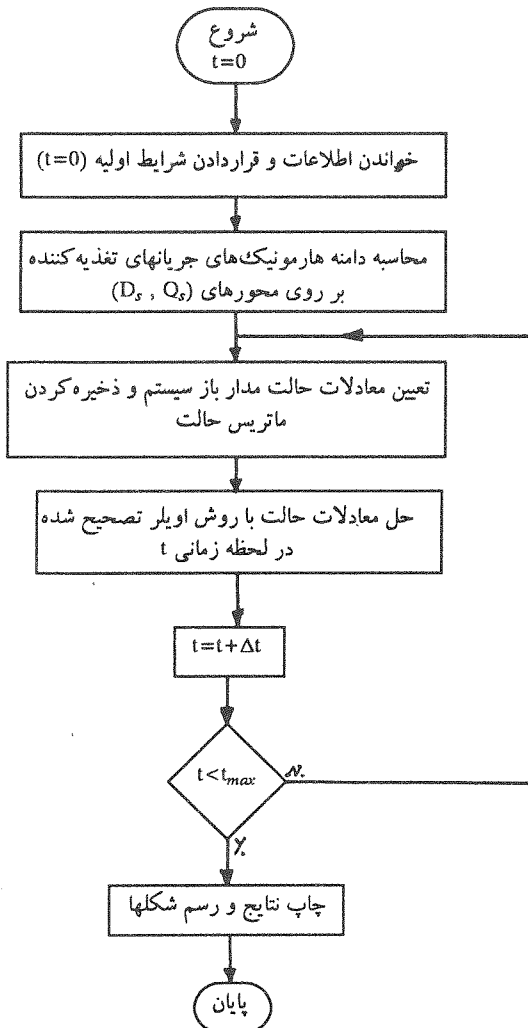 شروع
t=0
خواندن اطلاعات و قراردادن شرایط اولیه (t=0)
محاسبه دامنه هارمونیک‌های جریانهای تغذیه‌کننده
بر روی محورهای (Ds , Qs)
تعیین معادلات حالت مدار باز سیستم و ذخیره‌کردن
ماتریس حالت
حل معادلات حالت با روش اویلر تصحیح شده
در لحظه زمانی t
t=t+Δt
t<tmax
N.
Y.
چاپ نتایج و رسم شکلها
پایان